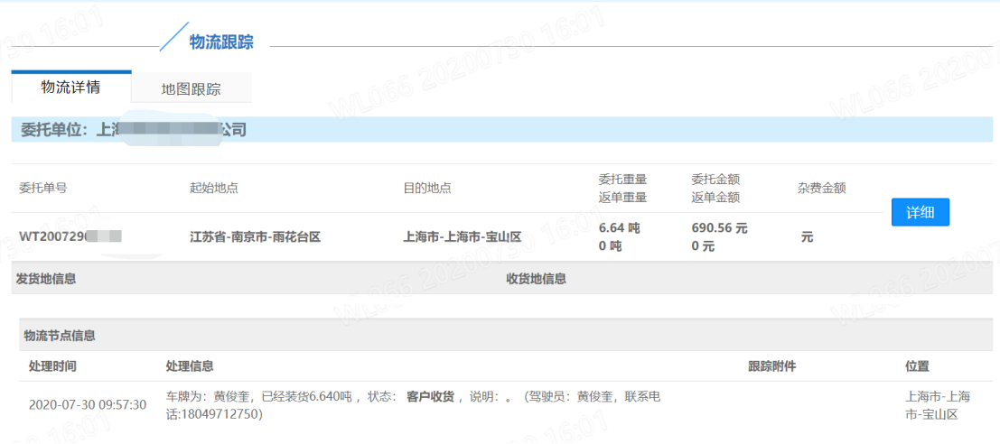 物流跟踪
物流详情 地图跟踪
委托单位：上海 公司
委托单号 起始地点 目的地点 委托重量 委托金额 杂费金额
返单重量 返单金额
详细
WT200729 江苏省-南京市-雨花台区 上海市-上海市-宝山区 6.64 吨 690.56 元 元
0 吨 0 元
发货地信息 收货地信息
物流节点信息
处理时间 处理信息 跟踪附件 位置
2020-07-30 09:57:30 车牌为：黄俊奎，已经装货6.640吨 ，状态： 客户收货 ，说明：。（驾驶员：黄俊奎，联系电 上海市-上海
话:18049712750） 市-宝山区
WL066 20200730 16:01